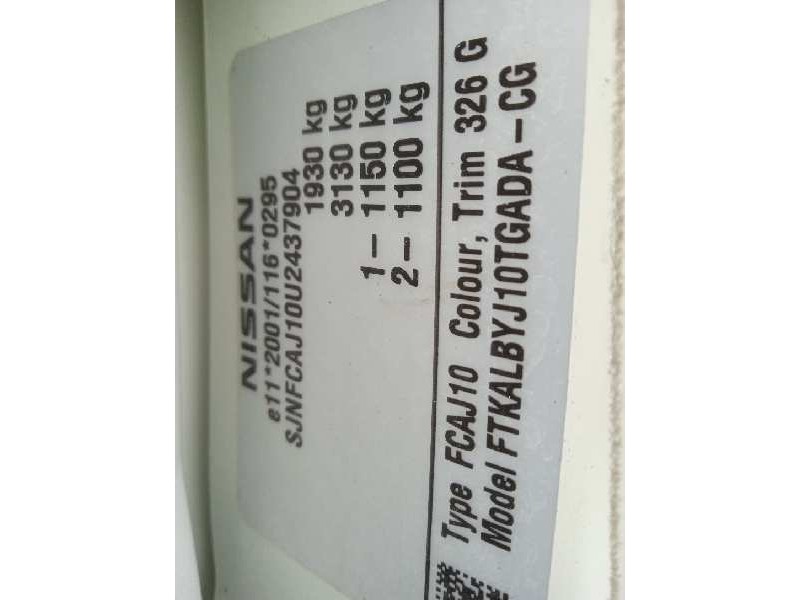 NISSAN
e11*2001/116*0295
SJNFCAJ10U2437904
1930 kg
3130 kg
1– 1150 kg
2– 1100 kg
Type FCAJ10 Colour, Trim 326 G
Model FTKALBYJ10TGADA–CG